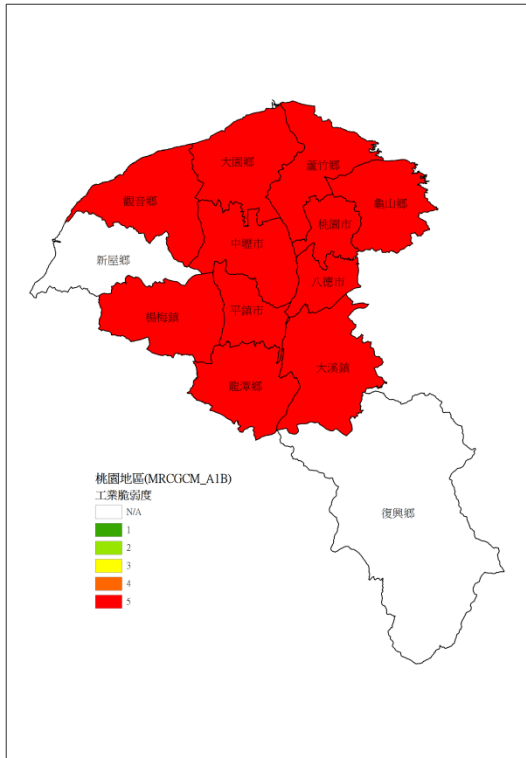 大園鄉
蘆竹鄉
觀音鄉
龜山鄉
桃園市
中壢市
新屋鄉
八德市
楊梅鎮
平鎮市
大溪鎮
龍潭鄉
桃園地區(MRCGCM_A1B)
工業脆弱度
N/A
1
2
3
4
5
復興鄉